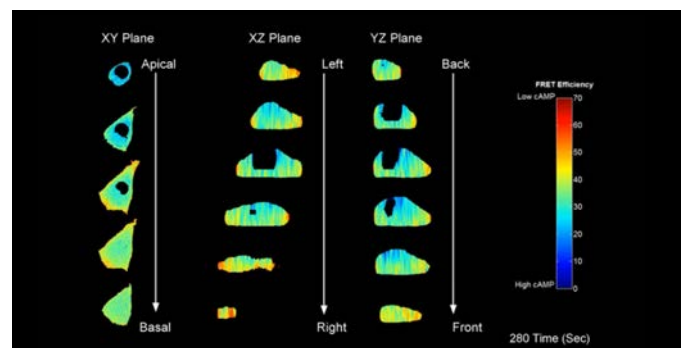 XY Plane
XZ Plane
YZ Plane
Apical
Left
Back
FRET Efficiency
Low cAMP
70
60
50
40
30
20
10
High cAMP
0
Basal
Right
Front
280 Time (Sec)